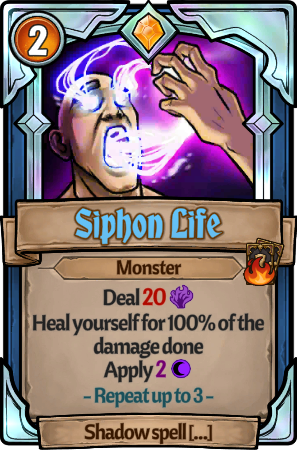 2
Siphon Life
Monster
Deal 20
Heal yourself for 100% of the
damage done
Apply 2
- Repeat up to 3 -
Shadow spell [...]